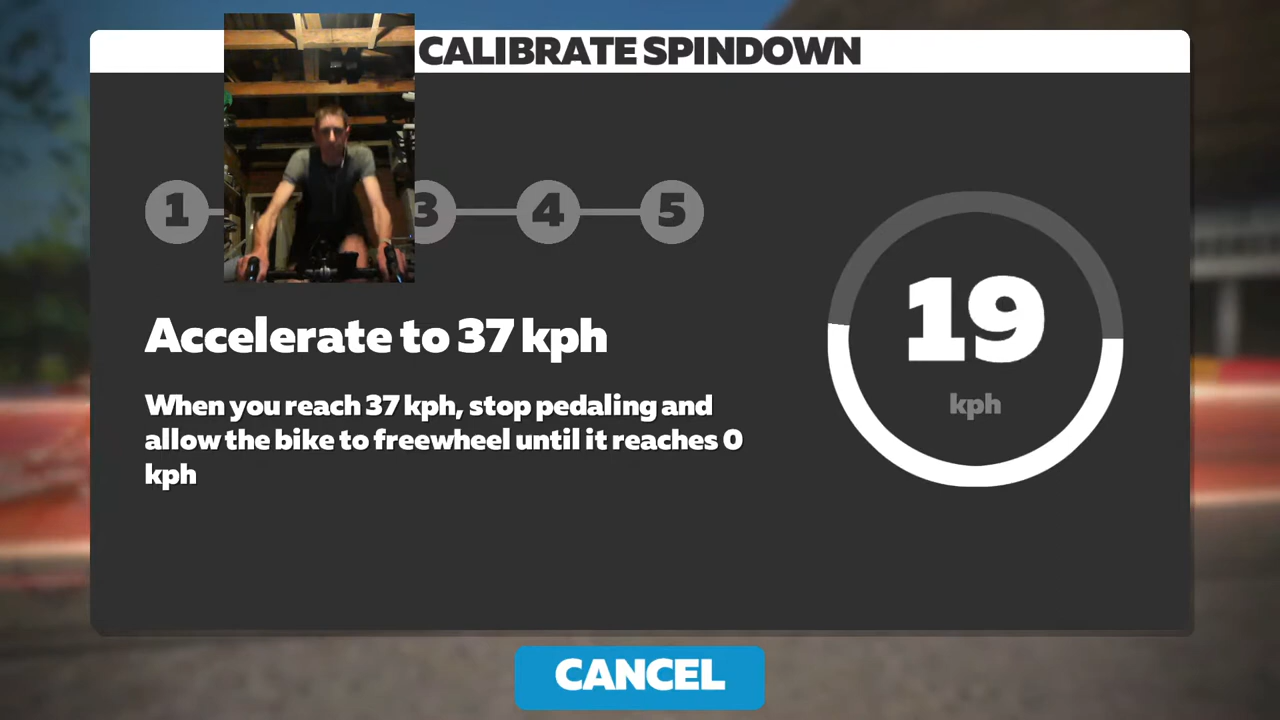 CALIBRATE SPINDOWN
1 3 4 5
Accelerate to 37 kph
When you reach 37 kph, stop pedaling and
allow the bike to freewheel until it reaches 0
kph
19
kph
CANCEL